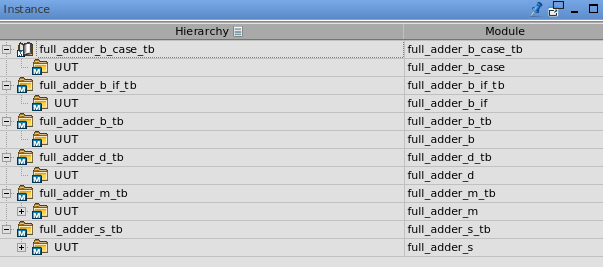 Instance
Hierarchy Module
full_adder_b_case_tb full_adder_b_case_tb
UUT full_adder_b_case
full_adder_b_if_tb full_adder_b_if_tb
UUT full_adder_b_if
full_adder_b_tb full_adder_b_tb
UUT full_adder_b
full_adder_d_tb full_adder_d_tb
UUT full_adder_d
full_adder_m_tb full_adder_m_tb
UUT full_adder_m
full_adder_s_tb full_adder_s_tb
UUT full_adder_s